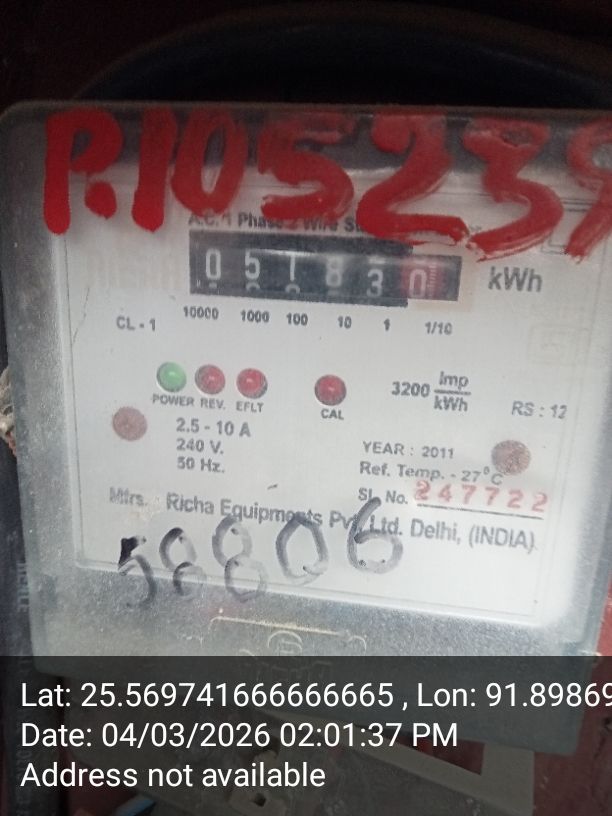 P.105239
A.C. 1 Phase 2 Wire
0 5 1 8 3 0 kWh
CL - 1 10000 1000 100 10 1 1/10
POWER REV. EFLT CAL
3200 Imp/kWh
RS : 12
2.5 - 10 A
240 V.
50 Hz.
YEAR : 2011
Ref. Temp. - 27°C
Sl. No. 247722
Mfrs. Richa Equipments Pvt. Ltd. Delhi, (INDIA)
58806
Lat: 25.569741666666665 , Lon: 91.89869
Date: 04/03/2026 02:01:37 PM
Address not available